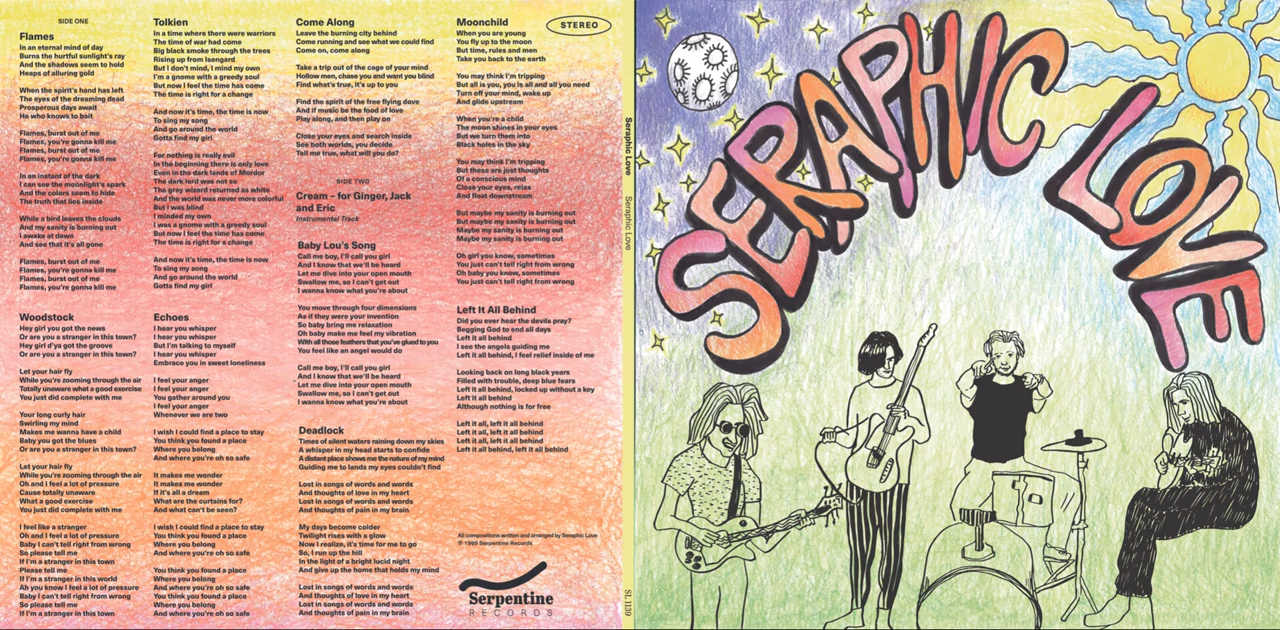 SIDE ONE
Flames
In an eternal mind of day
Burns the hurtful sunlight's ray
And the shadows seem to hold
Heaps of alluring gold
When the spirit's hand has left
The eyes of the dreaming dead
Prosperous days await
He who knows to bait
Flames, burst out of me
Flames, you're gonna kill me
Flames, burst out of me
Flames, you're gonna kill me
In an instant of the dark
I can see the moonlight's spark
And the colors seem to hide
The truth that lies inside
While a bird leaves the clouds
And my sanity is burning out
I awake at dawn
And see that it's all gone
Flames, burst out of me
Flames, you're gonna kill me
Flames, burst out of me
Flames, you're gonna kill me
Woodstock
Hey girl you got the news
Or are you a stranger in this town?
Hey girl d'ya got the groove
Or are you a stranger in this town?
Let your hair fly
While you're zooming through the air
Totally unaware what a good exercise
You just did complete with me
Your long curly hair
Swirling my mind
Makes me wanna have a child
Baby you got the blues
Or are you a stranger in this town?
Let your hair fly
While you're zooming through the air
Oh and I feel a lot of pressure
Cause totally unaware
What a good exercise
You just did complete with me
I feel like a stranger
Oh and I feel a lot of pressure
Baby I can't tell right from wrong
So please tell me
If I'm a stranger in this town
Please tell me
If I'm a stranger in this world
Ah you know I feel a lot of pressure
Baby I can't tell right from wrong
So please tell me
If I'm a stranger in this town
Tolkien
In a time where there were warriors
The time of war had come
Big black smoke through the trees
Rising up from Isengard
But I don't mind, I mind my own
I'm a gnome with a greedy soul
But now I feel the time has come
The time is right for a change
And now it's time, the time is now
To sing my song
And go around the world
Gotta find my girl
For nothing is really evil
In the beginning there is only love
Even in the dark lands of Mordor
The dark lord was not so
The grey wizard returned as white
And the world was never more colorful
But I was blind
I minded my own
I was a gnome with a greedy soul
But now I feel the time has come
The time is right for a change
And now it's time, the time is now
To sing my song
And go around the world
Gotta find my girl
Echoes
I hear you whisper
I hear you whisper
But I'm talking to myself
I hear you whisper
Embrace you in sweet loneliness
I feel your anger
I feel your anger
You gather around you
I feel your anger
Whenever we are two
I wish I could find a place to stay
You think you found a place
Where you belong
And where you're oh so safe
It makes me wonder
It makes me wonder
If it's all a dream
What are the curtains for?
And what can't be seen?
I wish I could find a place to stay
You think you found a place
Where you belong
And where you're oh so safe
You think you found a place
Where you belong
And where you're oh so safe
You think you found a place
Where you belong
And where you're oh so safe
Come Along
Leave the burning city behind
Come running and see what we could find
Come on, come along
Take a trip out of the cage of your mind
Hollow men, chase you and want you blind
Find what's true, it's up to you
Find the spirit of the free flying dove
And if music be the food of love
Play along, and then play on
Close your eyes and search inside
See both worlds, you decide
Tell me true, what will you do?
SIDE TWO
Cream – for Ginger, Jack
and Eric
Instrumental Track
Baby Lou's Song
Call me boy, I'll call you girl
And I know that we'll be heard
Let me dive into your open mouth
Swallow me, so I can't get out
I wanna know what you're about
You move through four dimensions
As if they were your invention
So baby bring me relaxation
Oh baby make me feel my vibration
With all those feathers that you've glued to you
You feel like an angel would do
Call me boy, I'll call you girl
And I know that we'll be heard
Let me dive into your open mouth
Swallow me, so I can't get out
I wanna know what you're about
Deadlock
Times of silent waters raining down my skies
A whisper in my head starts to confide
A distant place shows me the nature of my mind
Guiding me to lands my eyes couldn't find
Lost in songs of words and words
And thoughts of love in my heart
Lost in songs of words and words
And thoughts of pain in my brain
My days become colder
Twilight rises with a glow
Now I realize, it's time for me to go
So, I run up the hill
In the light of a bright lucid night
And give up the home that holds my mind
Lost in songs of words and words
And thoughts of love in my heart
Lost in songs of words and words
And thoughts of pain in my brain
Moonchild
When you are young
You fly up to the moon
But time, rules and men
Take you back to the earth
You may think I'm tripping
But all is you, you is all and all you need
Turn off your mind, wake up
And glide upstream
When you're a child
The moon shines in your eyes
But we turn them into
Black holes in the sky
You may think I'm tripping
But these are just thoughts
Of a conscious mind
Close your eyes, relax
And float downstream
But maybe my sanity is burning out
But maybe my sanity is burning out
Maybe my sanity is burning out
Maybe my sanity is burning out
Oh girl you know, sometimes
You just can't tell right from wrong
Oh baby you know, sometimes
You just can't tell right from wrong
Left It All Behind
Did you ever hear the devils pray?
Begging God to end all days
Left it all behind
I see the angels guiding me
Left it all behind, I feel relief inside of me
Looking back on long black years
Filled with trouble, deep blue fears
Left it all behind, locked up without a key
Left it all behind
Although nothing is for free
Left it all, left it all behind
Left it all, left it all behind
Left it all, left it all behind
Left it all behind, left it all behind
All compositions written and arranged by Seraphic Love
℗ 1968 Serpentine Records
Serpentine
RECORDS
STEREO
Seraphic Love
Seraphic Love
SL 1139
SERAPHIC LOVE